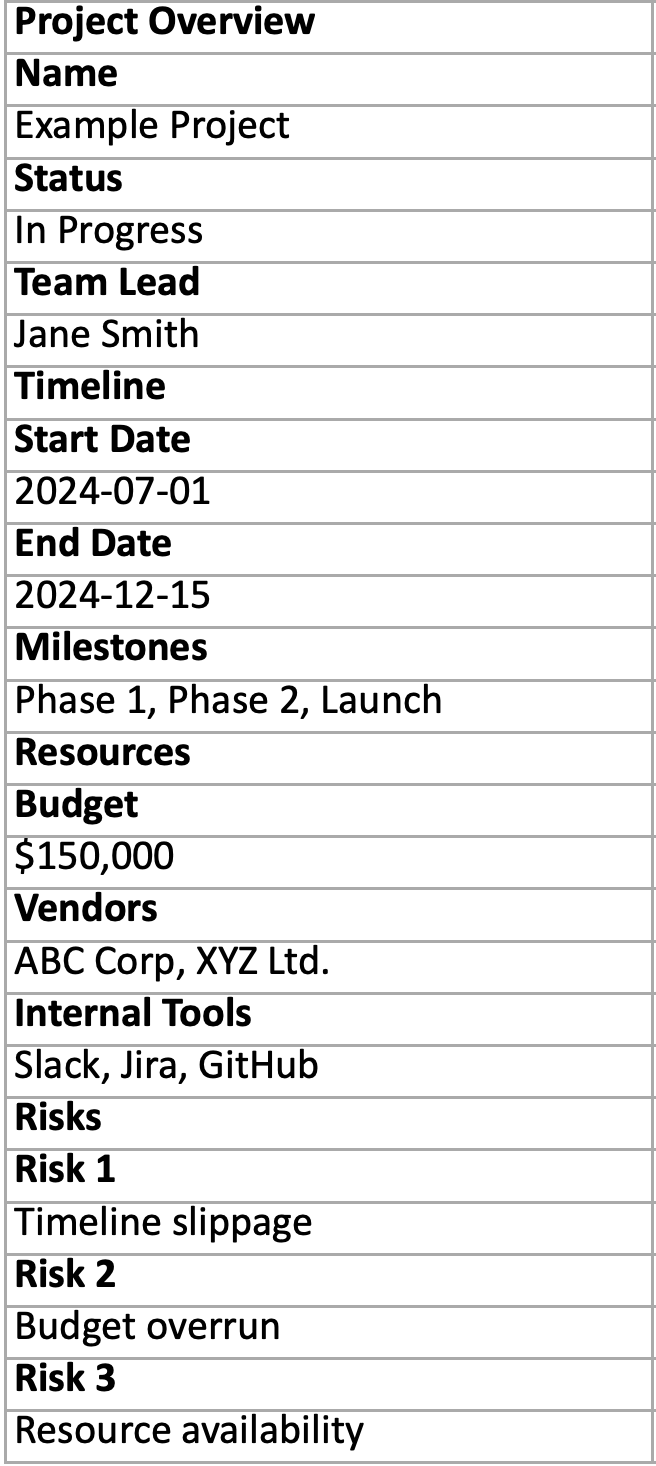 Project Overview
Name
Example Project
Status
In Progress
Team Lead
Jane Smith
Timeline
Start Date
2024-07-01
End Date
2024-12-15
Milestones
Phase 1, Phase 2, Launch
Resources
Budget
$150,000
Vendors
ABC Corp, XYZ Ltd.
Internal Tools
Slack, Jira, GitHub
Risks
Risk 1
Timeline slippage
Risk 2
Budget overrun
Risk 3
Resource availability